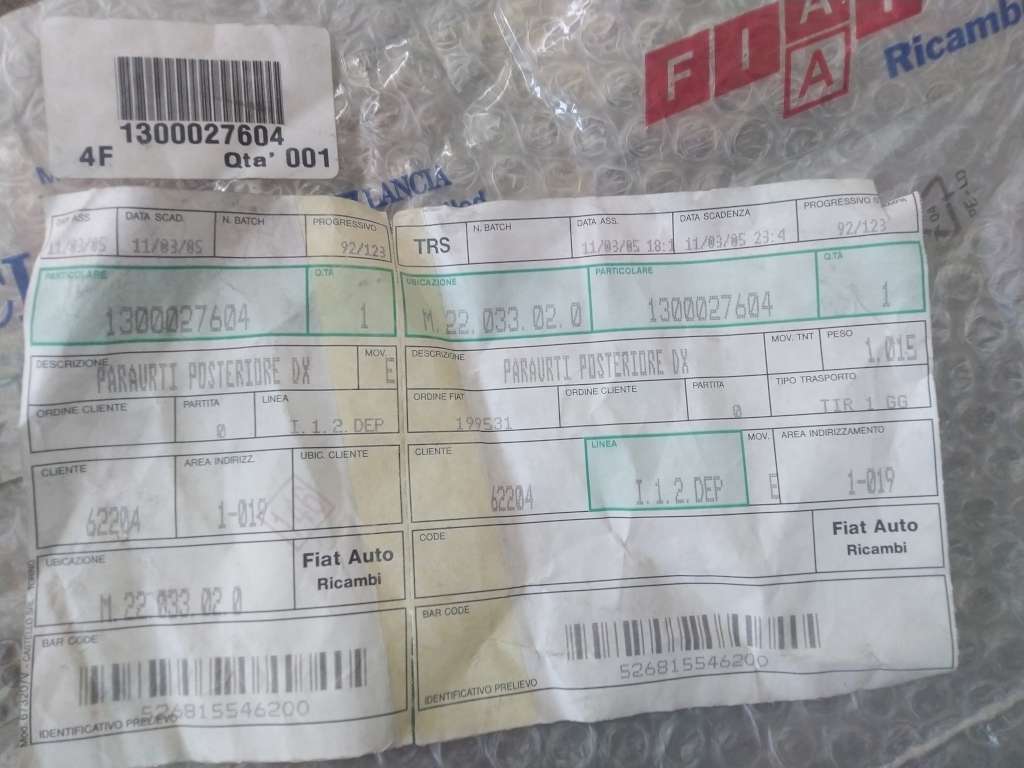 1300027604
4F Qta' 001
FIAT
A
Ricambi
LANCIA
DATA SCAD.
N. BATCH
PROGRESSIVO
11/03/05
11/03/05
92/123
PARTICOLARE
Q.TA
1300027604
1
DESCRIZIONE
MOV.
PARAURTI POSTERIORE DX
E
ORDINE CLIENTE
PARTITA
LINEA
0
I.1.2. DEP
CLIENTE
AREA INDIRIZZ.
UBIC. CLIENTE
62204
1-019
UBICAZIONE
Fiat Auto
Ricambi
M. 22 033 02 0
BAR CODE
526815546200
IDENTIFICATIVO PRELIEVO
TRS
N. BATCH
DATA ASS.
DATA SCADENZA
PROGRESSIVO
11/03/05 18:1
11/03/05 23:4
92/123
UBICAZIONE
PARTICOLARE
Q.TA
M. 22. 033. 02. 0
1300027604
1
DESCRIZIONE
MOV. TNT
PESO
PARAURTI POSTERIORE DX
1,015
ORDINE FIAT
ORDINE CLIENTE
PARTITA
TIPO TRASPORTO
199531
0
TIR 1 GG
CLIENTE
LINEA
MOV.
AREA INDIRIZZAMENTO
62204
I.1.2. DEP
E
1-019
CODE
Fiat Auto
Ricambi
BAR CODE
526815546200
IDENTIFICATIVO PRELIEVO